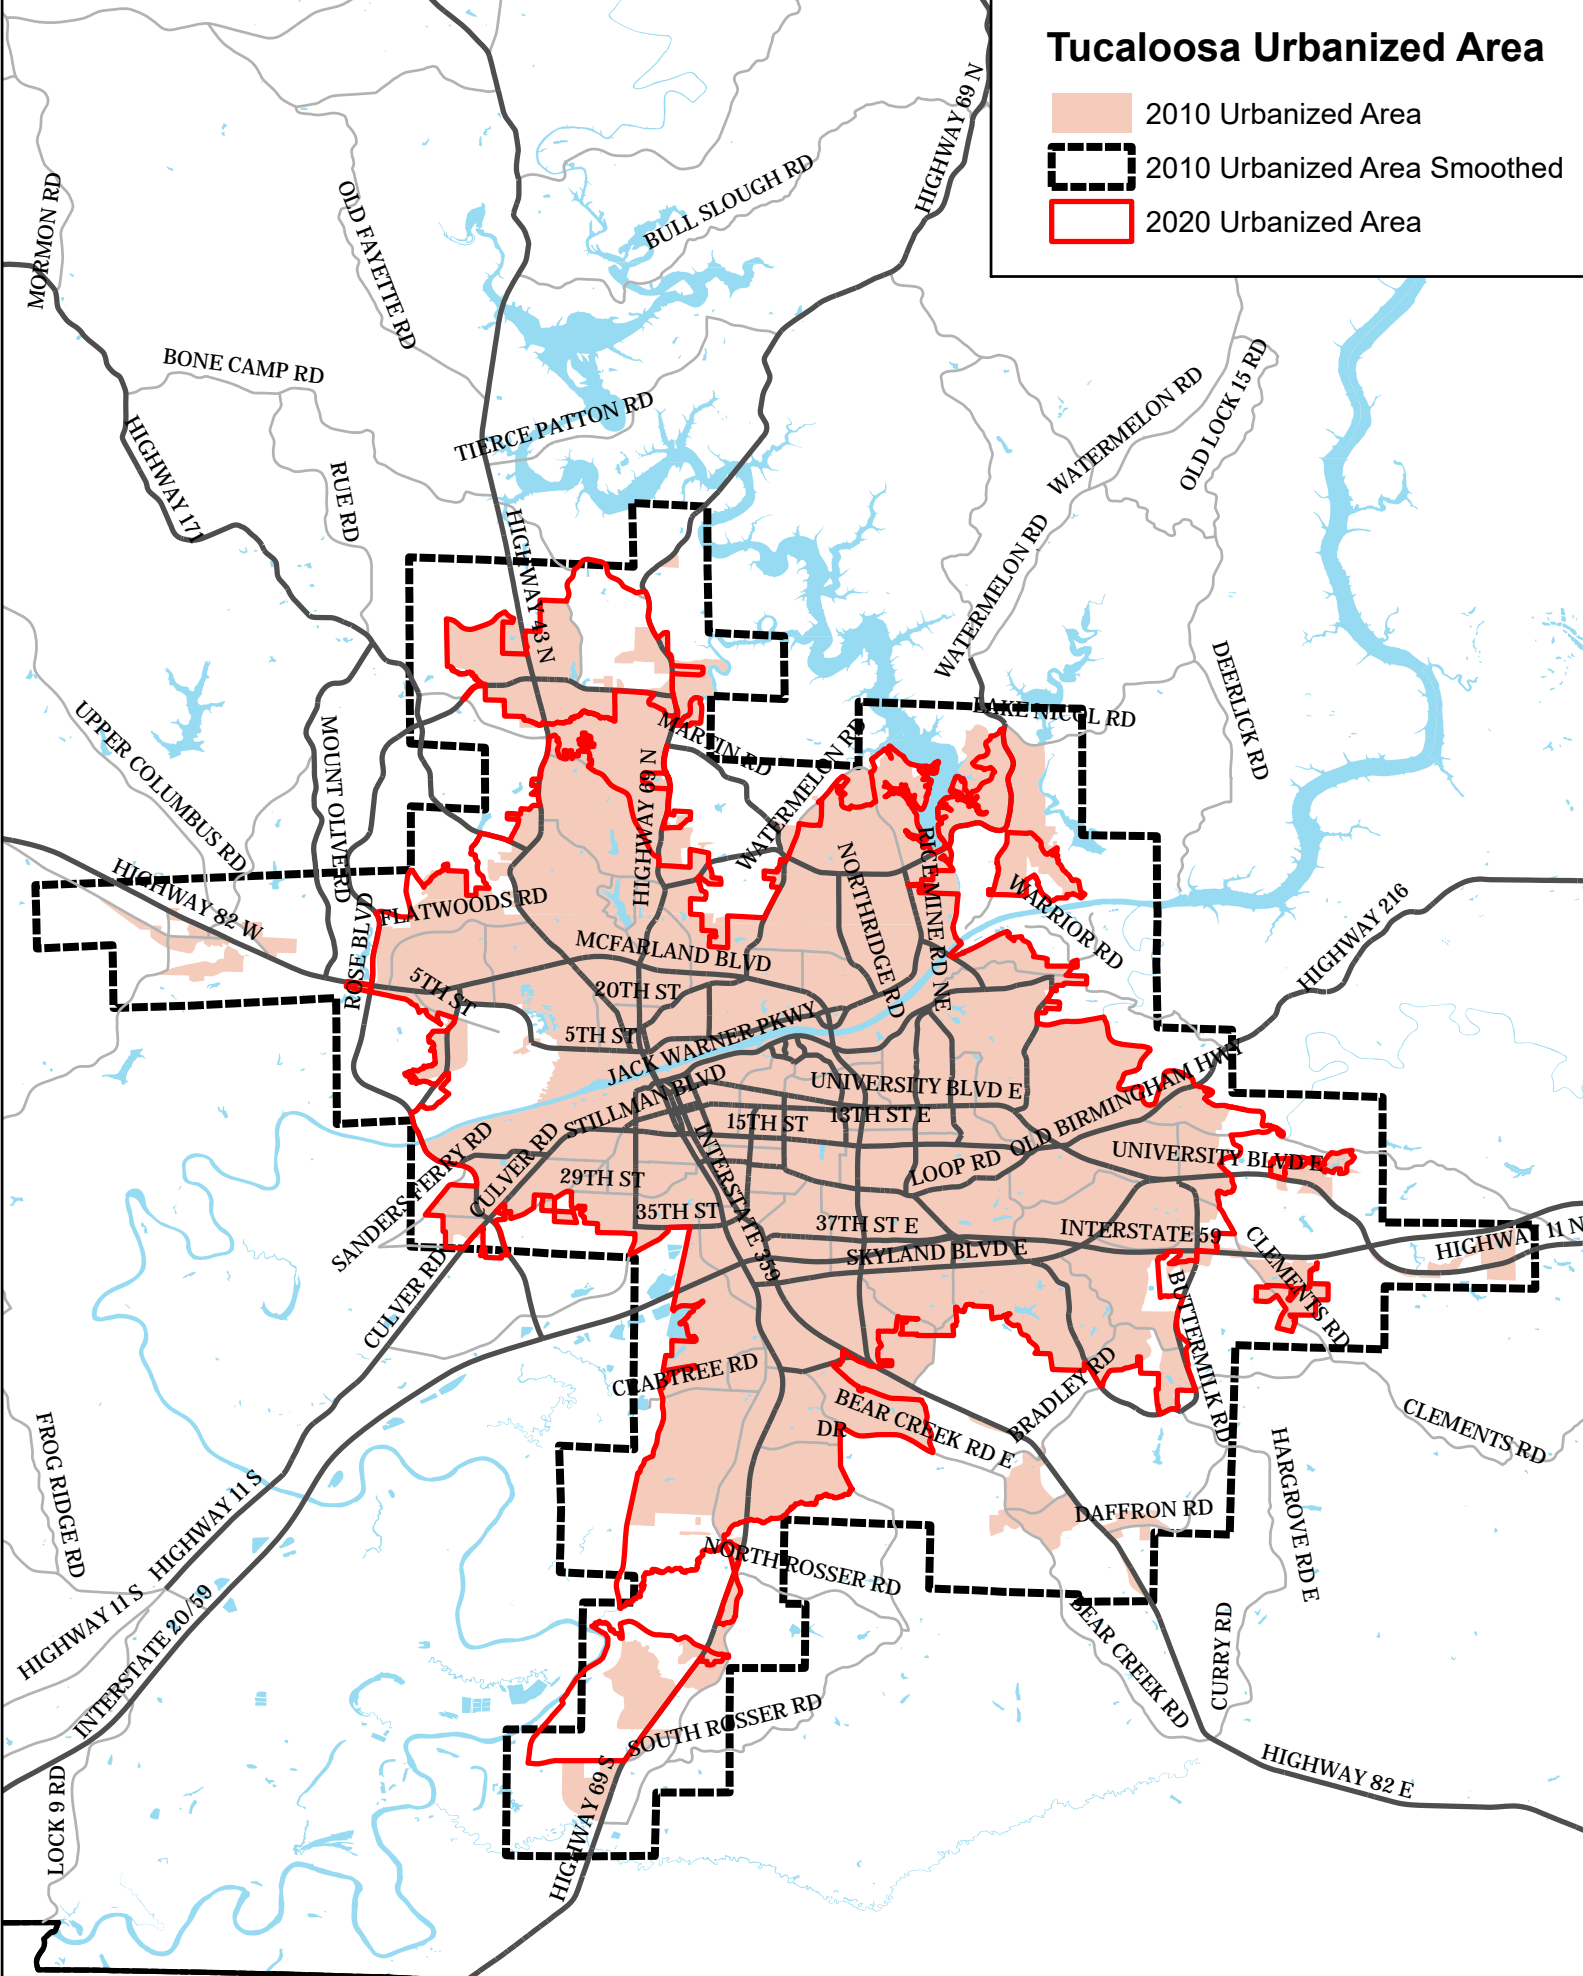 Tucaloosa Urbanized Area
2010 Urbanized Area
2010 Urbanized Area Smoothed
2020 Urbanized Area
HIGHWAY 69 N
MORMON RD
OLD FAYETTE RD
BULL SLOUGH RD
BONE CAMP RD
WATERMELON RD
OLD LOCK 15 RD
TIERCE PATTON RD
HIGHWAY 171
RUE RD
HIGHWAY 43 N
WATERMELON RD
DEERLICK RD
LAKE NICOL RD
UPPER COLUMBUS RD
MOUNT OLIVE RD
MARTIN RD
HIGHWAY 69 N
WATERMELON RD
HIGHWAY 82 W
FLATWOODS RD
ROSE BLVD
NORTHRIDGE RD
RICE MINE RD NE
WARRIOR RD
HIGHWAY 216
MCFARLAND BLVD
5TH ST
20TH ST
5TH ST
JACK WARNER PKWY
STILLMAN BLVD
UNIVERSITY BLVD E
13TH ST E
15TH ST
OLD BIRMINGHAM HWY
UNIVERSITY BLVD E
LOOP RD
SANDERS FERRY RD
CULVER RD
29TH ST
INTERSTATE 359
35TH ST
37TH ST E
INTERSTATE 59
SKYLAND BLVD E
CLEMENTS RD
HIGHWA 11 N
CULVER RD
BUTTERMILK RD
CRABTREE RD
BRADLEY RD
BEAR CREEK RD E
DR
CLEMENTS RD
FROG RIDGE RD
HIGHWAY 11 S
HARGROVE RD E
DAFFRON RD
NORTH ROSSER RD
HIGHWAY 11 S
INTERSTATE 20/59
BEAR CREEK RD
CURRY RD
SOUTH ROSSER RD
HIGHWAY 69 S
HIGHWAY 82 E
LOCK 9 RD